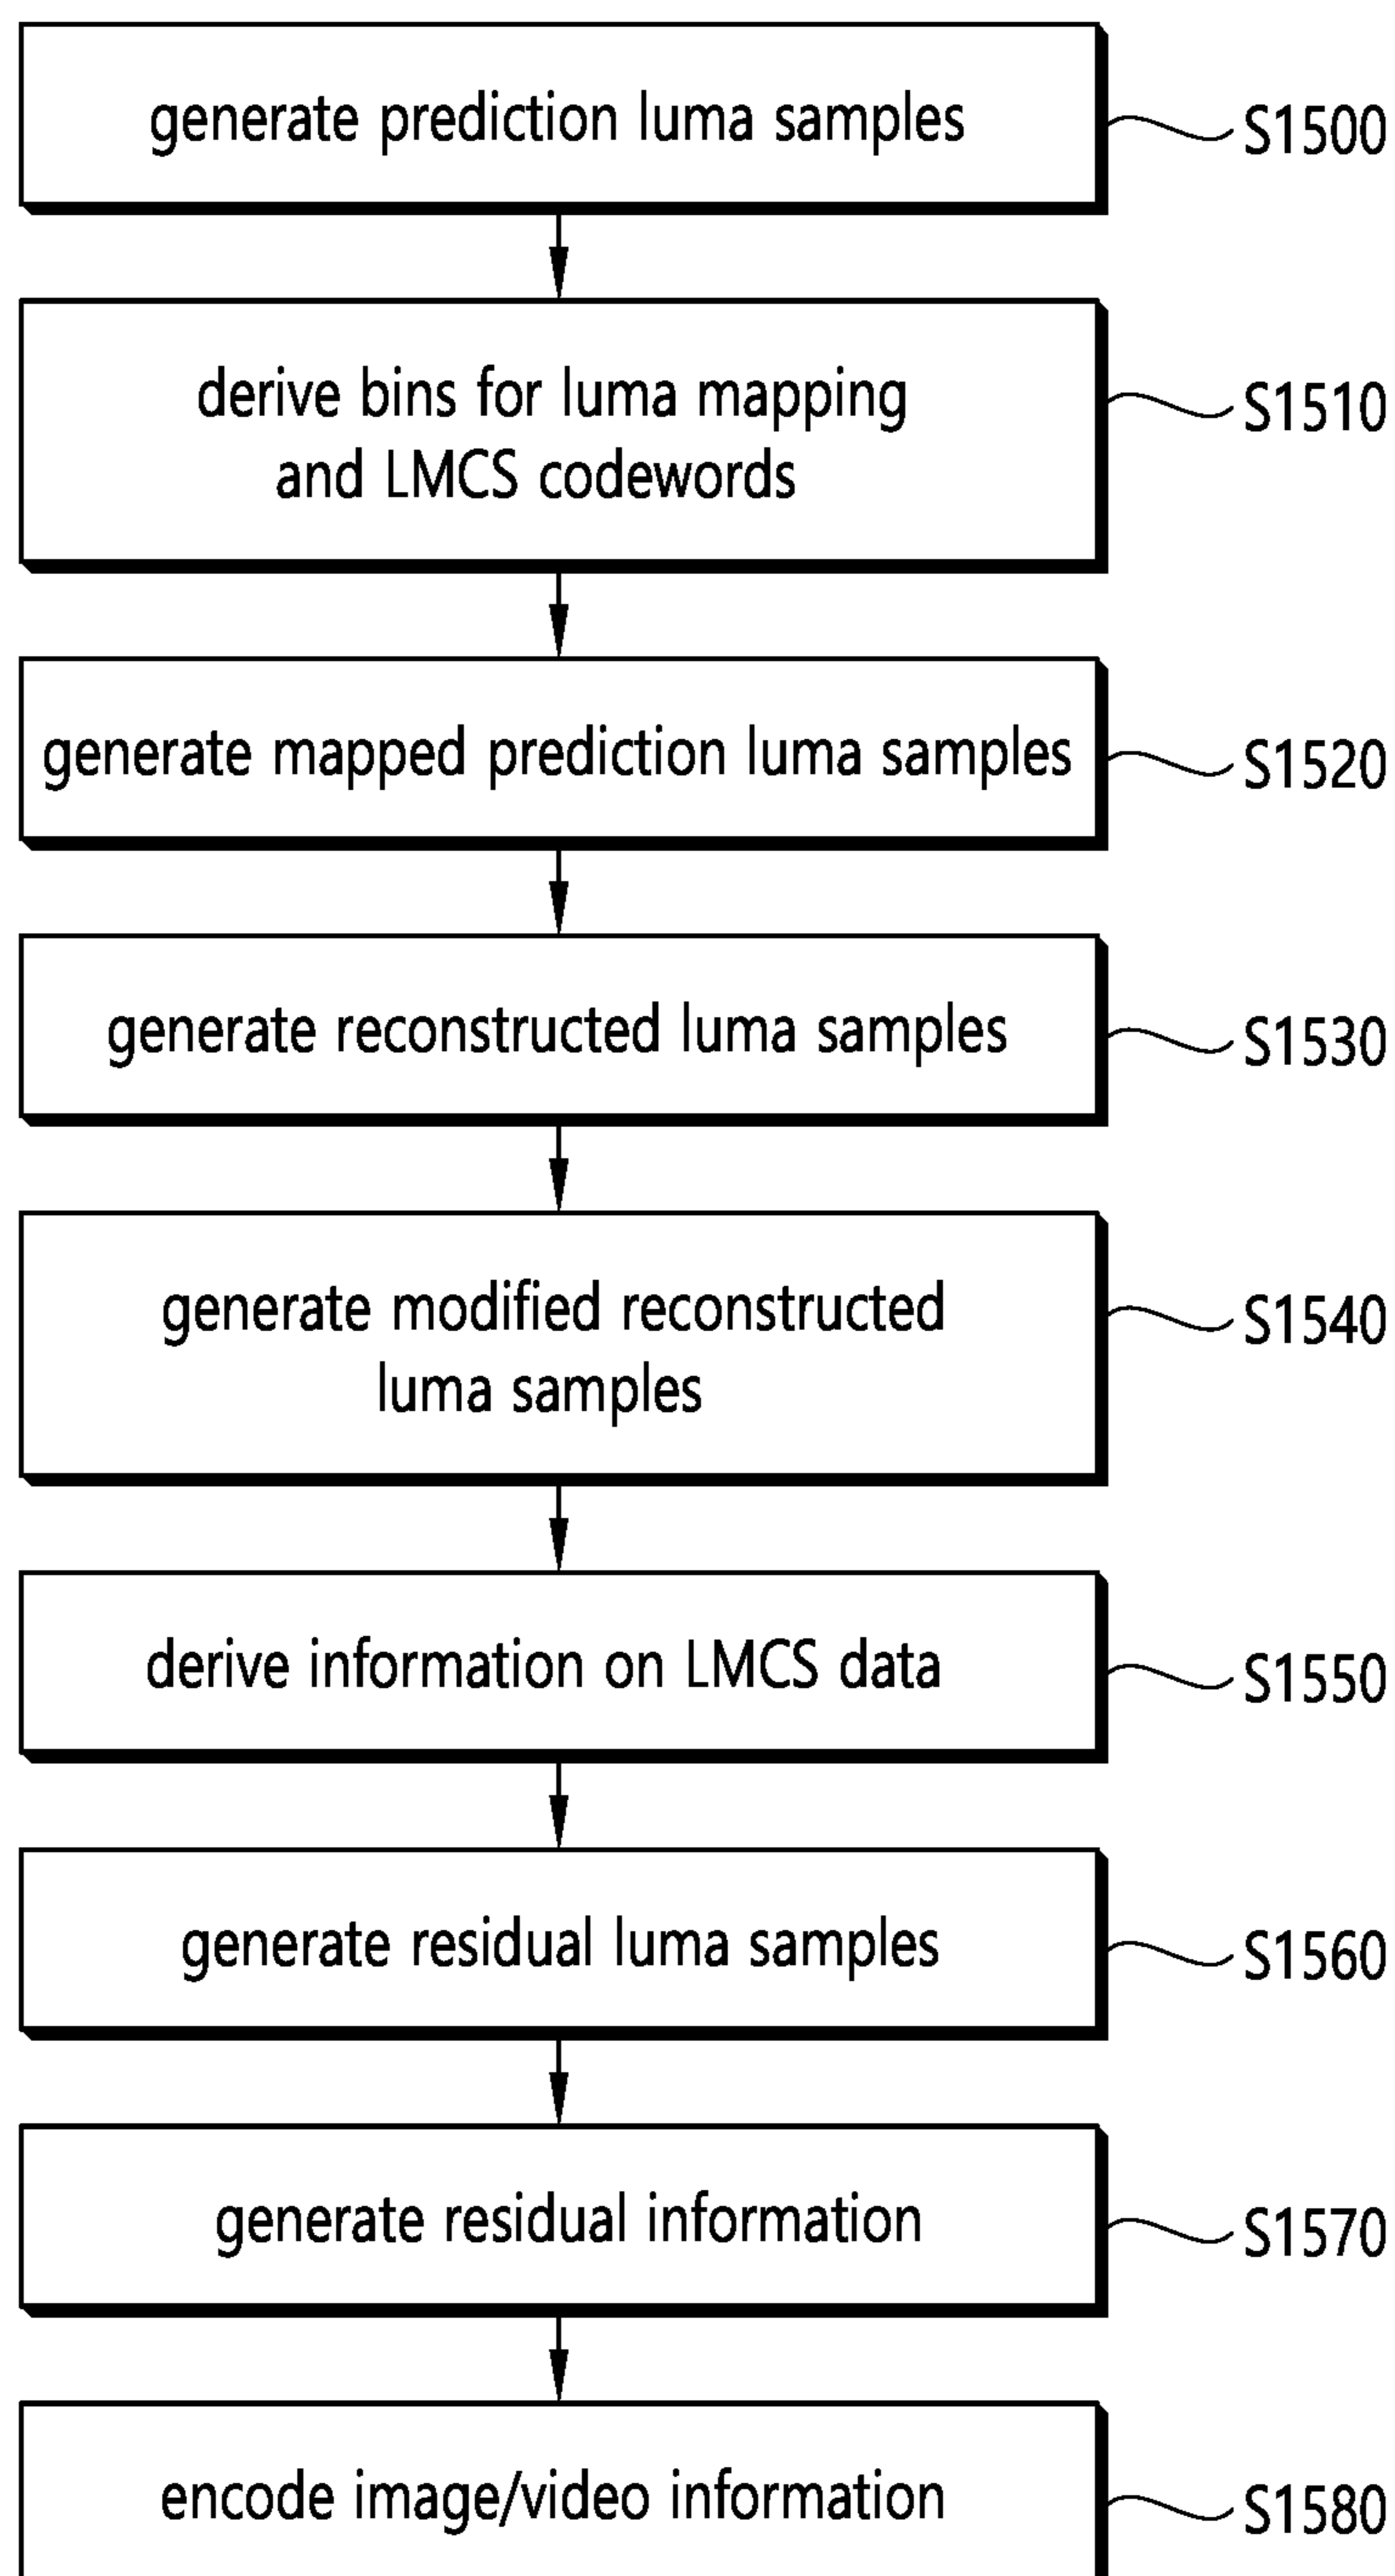 generate prediction luma samples
S1500
derive bins for luma mapping
and LMCS codewords
S1510
generate mapped prediction luma samples
S1520
generate reconstructed luma samples
S1530
generate modified reconstructed
luma samples
S1540
derive information on LMCS data
S1550
generate residual luma samples
S1560
generate residual information
S1570
encode image/video information
S1580